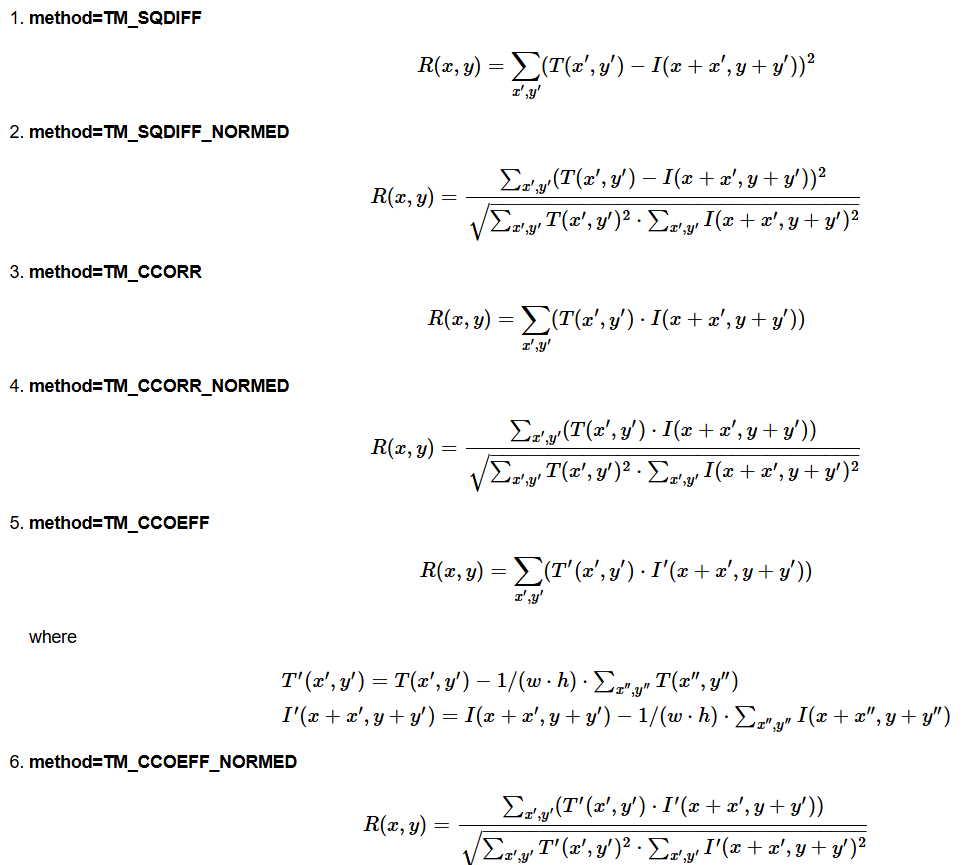 1. method=TM_SQDIFF
R(x, y) = ∑x′,y′ (T(x′, y′) − I(x + x′, y + y′))²
2. method=TM_SQDIFF_NORMED
R(x, y) = ∑x′,y′ (T(x′, y′) − I(x + x′, y + y′))² / √(∑x′,y′ T(x′, y′)² · ∑x′,y′ I(x + x′, y + y′)²)
3. method=TM_CCORR
R(x, y) = ∑x′,y′ (T(x′, y′) · I(x + x′, y + y′))
4. method=TM_CCORR_NORMED
R(x, y) = ∑x′,y′ (T(x′, y′) · I(x + x′, y + y′)) / √(∑x′,y′ T(x′, y′)² · ∑x′,y′ I(x + x′, y + y′)²)
5. method=TM_CCOEFF
R(x, y) = ∑x′,y′ (T′(x′, y′) · I′(x + x′, y + y′))
where
T′(x′, y′) = T(x′, y′) − 1/(w · h) · ∑x′′,y′′ T(x′′, y′′)
I′(x + x′, y + y′) = I(x + x′, y + y′) − 1/(w · h) · ∑x′′,y′′ I(x + x′′, y + y′′)
6. method=TM_CCOEFF_NORMED
R(x, y) = ∑x′,y′ (T′(x′, y′) · I′(x + x′, y + y′)) / √(∑x′,y′ T′(x′, y′)² · ∑x′,y′ I′(x + x′, y + y′)²)